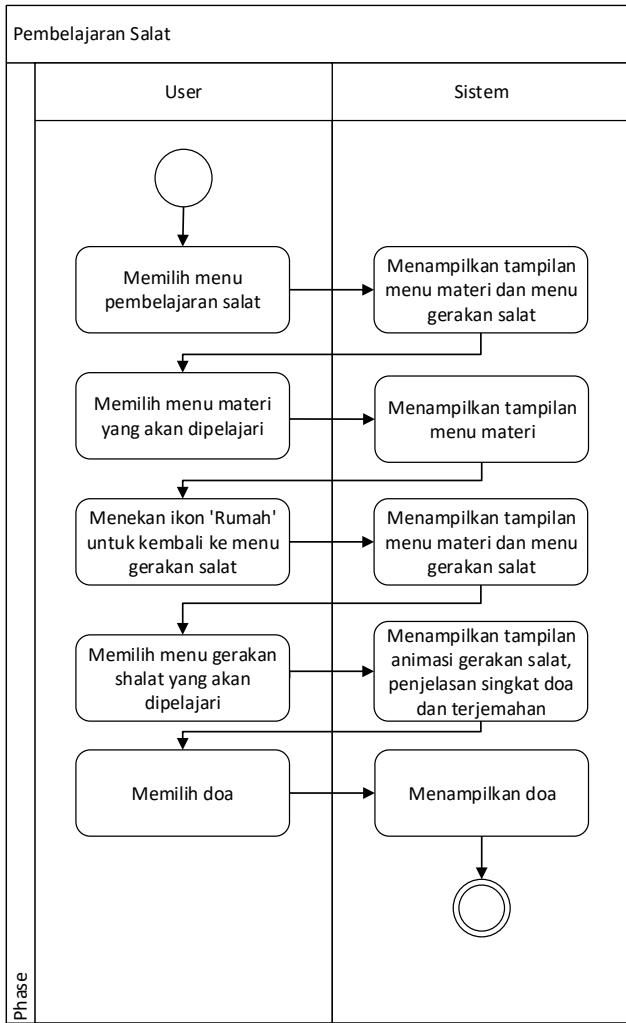 Pembelajaran Salat
User
Sistem
Memilih menu
pembelajaran salat
Menampilkan tampilan
menu materi dan menu
gerakan salat
Memilih menu materi
yang akan dipelajari
Menampilkan tampilan
menu materi
Menekan ikon 'Rumah'
untuk kembali ke menu
gerakan salat
Menampilkan tampilan
menu materi dan menu
gerakan salat
Memilih menu gerakan
shalat yang akan
dipelajari
Menampilkan tampilan
animasi gerakan salat,
penjelasan singkat doa
dan terjemahan
Memilih doa
Menampilkan doa
Phase